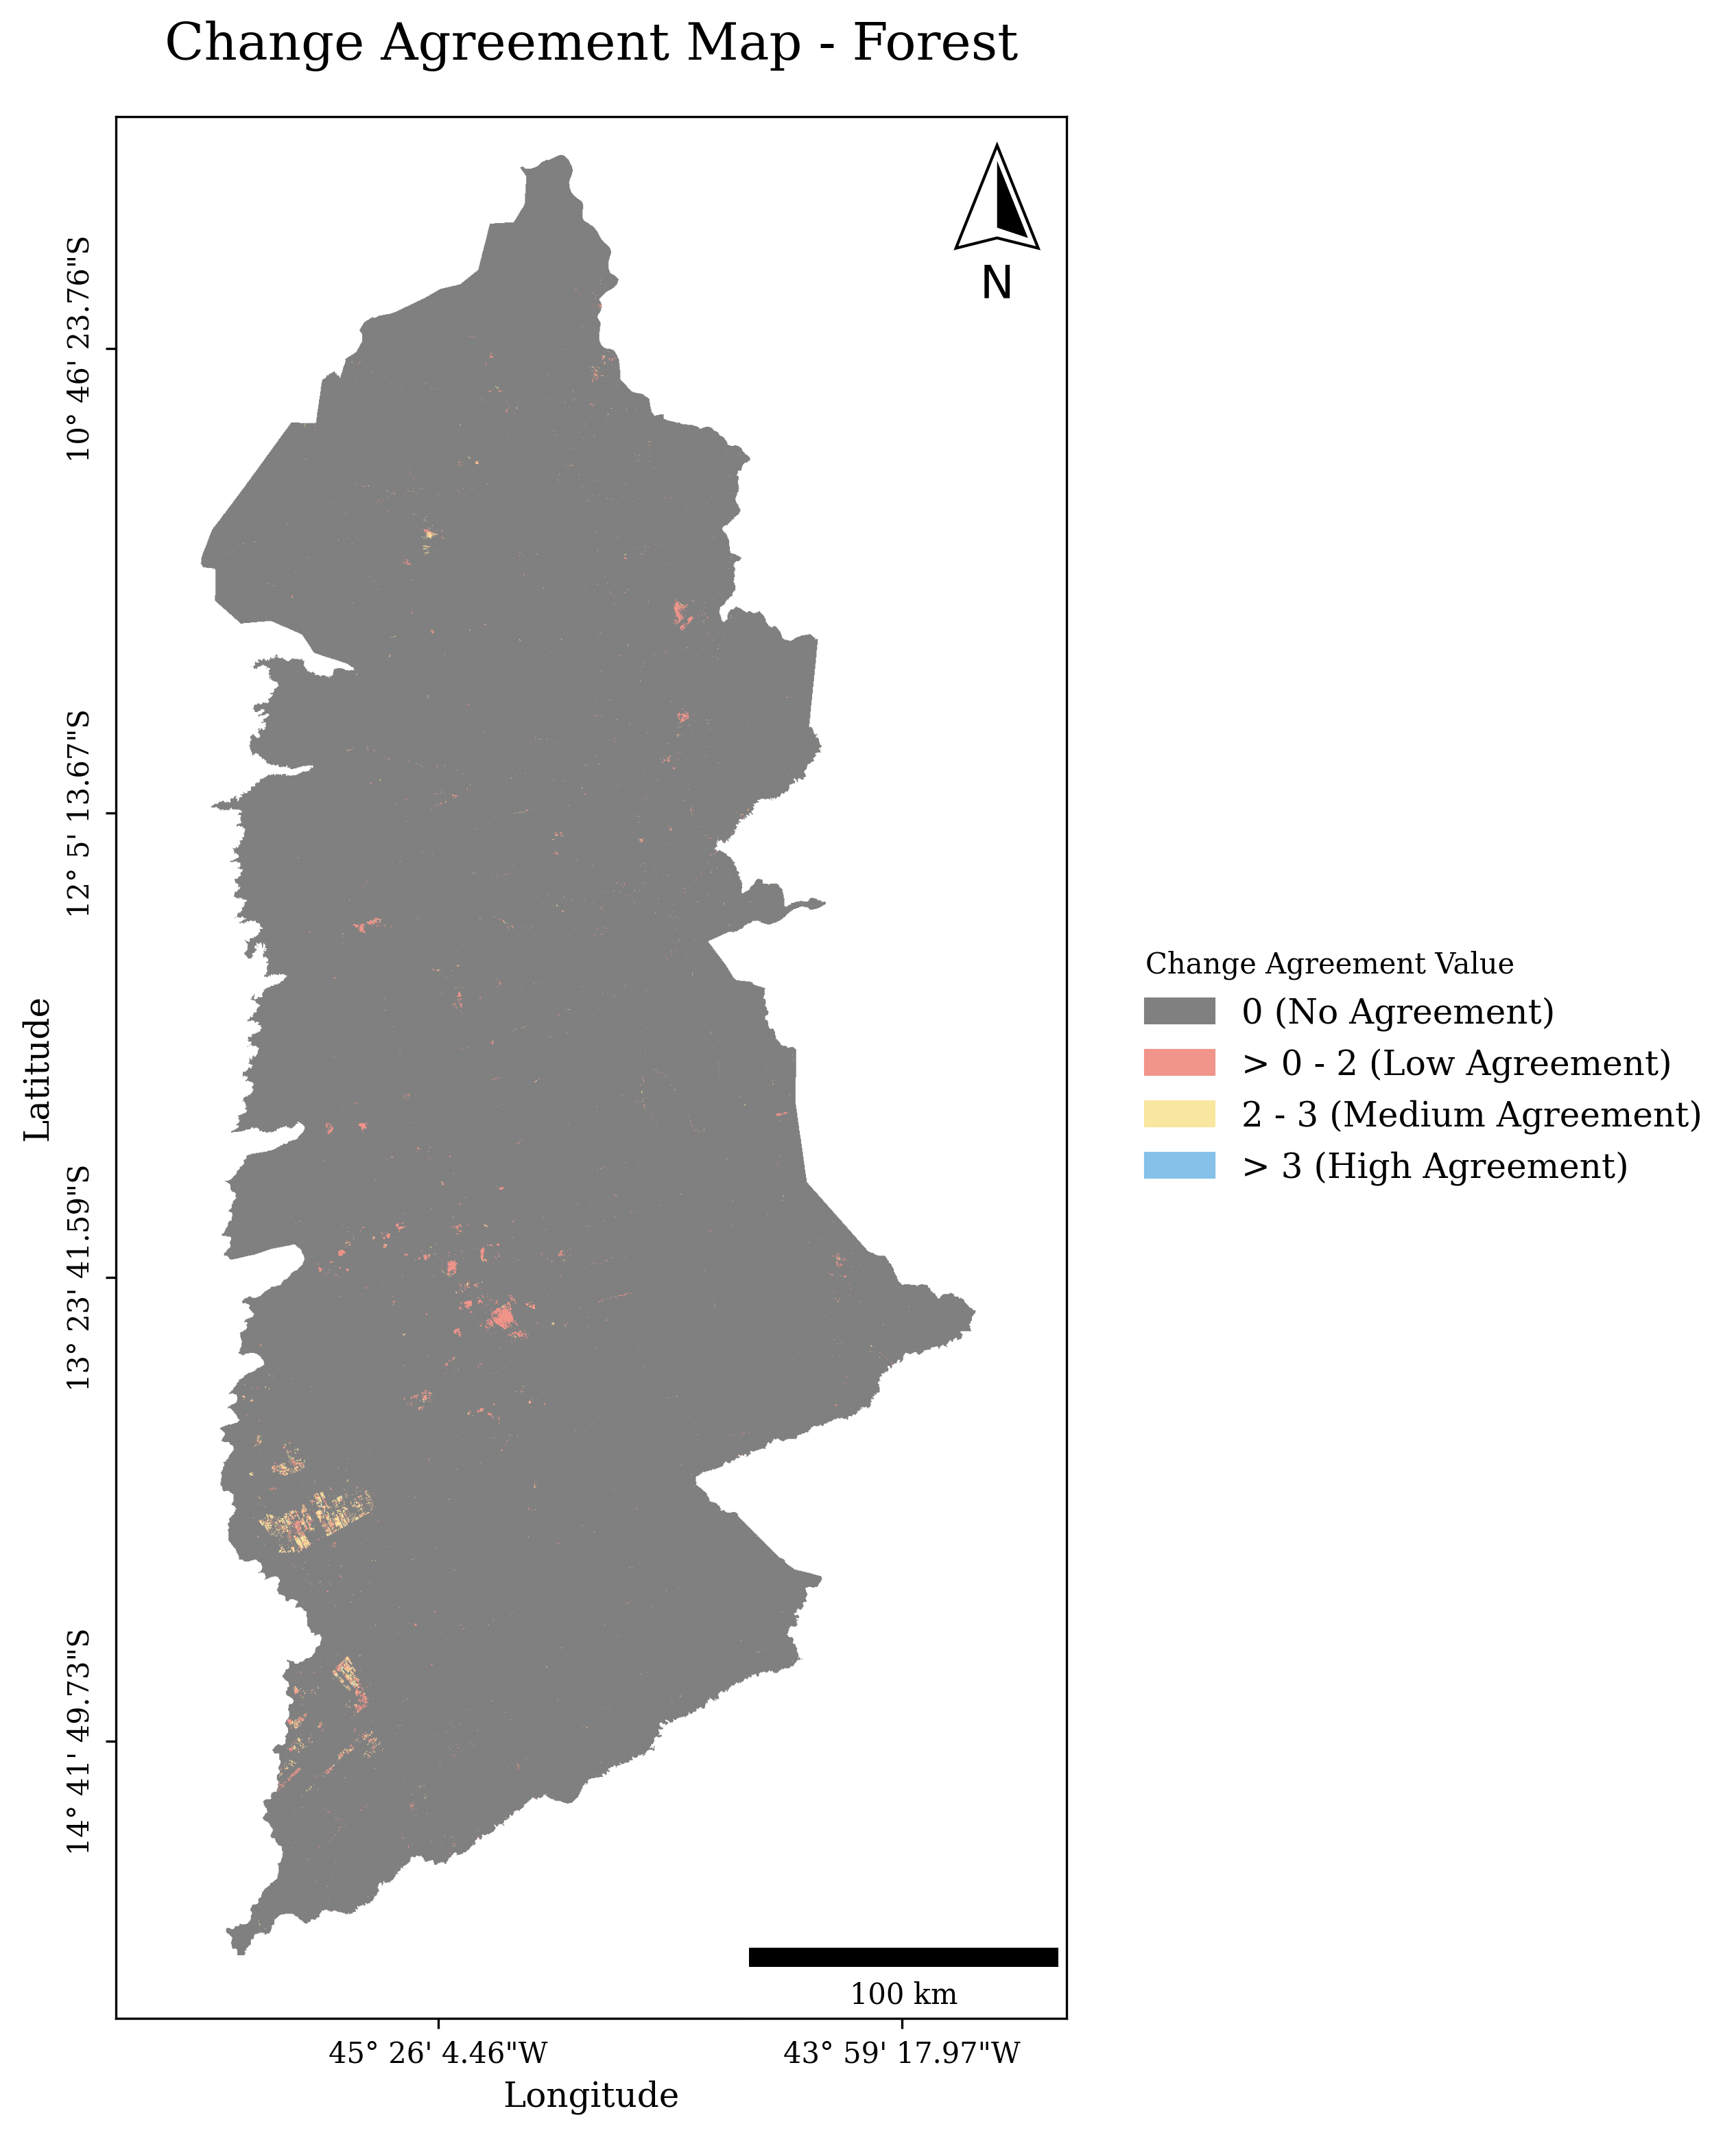 Change Agreement Map - Forest
N
10° 46' 23.76"S
12° 5' 13.67"S
13° 23' 41.59"S
14° 41' 49.73"S
Latitude
Change Agreement Value
0 (No Agreement)
> 0 - 2 (Low Agreement)
2 - 3 (Medium Agreement)
> 3 (High Agreement)
100 km
45° 26' 4.46"W
43° 59' 17.97"W
Longitude